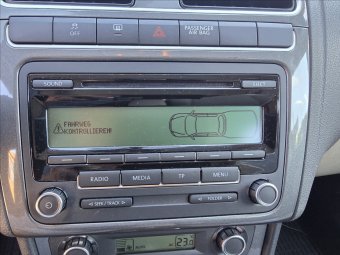 OFF
PASSENGER
AIR BAG
SOUND
FAHRWEG
KONTROLLIEREN!
RADIO
MEDIA
TP
MENU
SEEK / TRACK
FOLDER
23.0